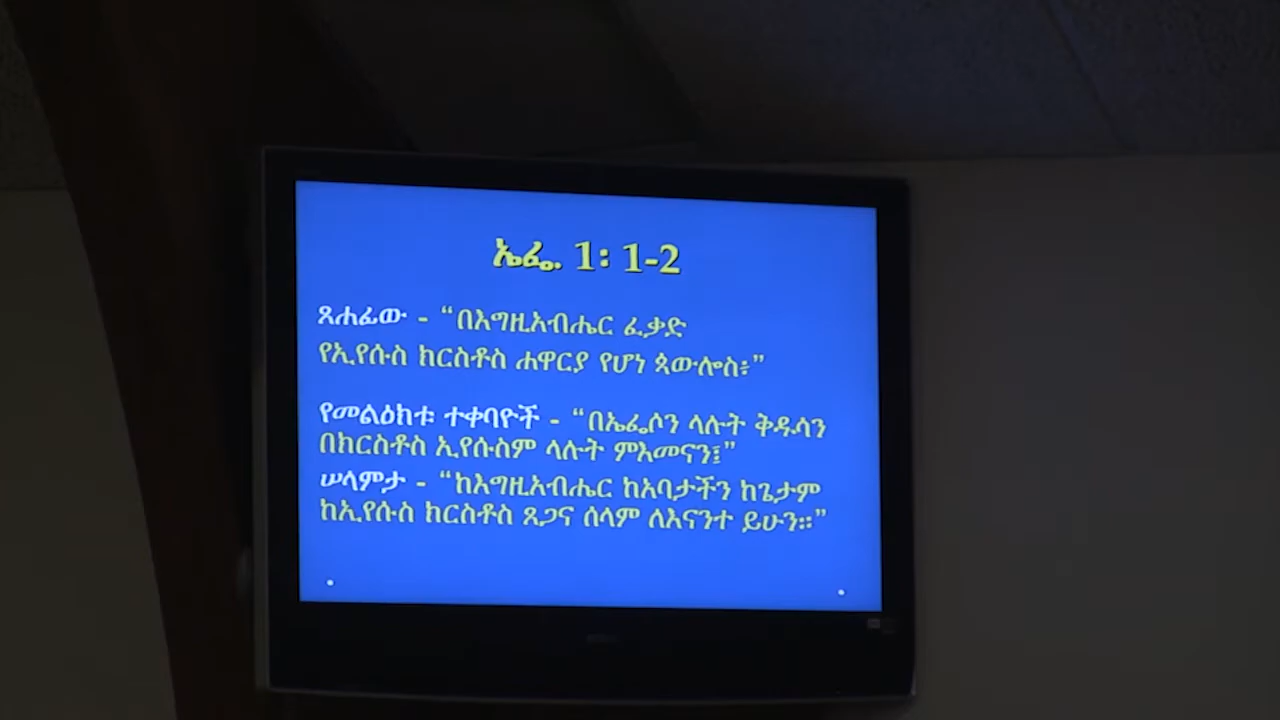 ኤፌ. 1፡ 1-2
ጸሐፊው - “በእግዚአብሔር ፈቃድ
የኢየሱስ ክርስቶስ ሐዋርያ የሆነ ጳውሎስ፥”
የመልዕክቱ ተቀባዮች - “በኤፌሶን ላሉት ቅዱሳን
በክርስቶስ ኢየሱስም ላሉት ምእመናን፤”
ሠላምታ - “ከእግዚአብሔር ከአባታችን ከጌታም
ከኢየሱስ ክርስቶስ ጸጋና ሰላም ለእናንተ ይሁን።”